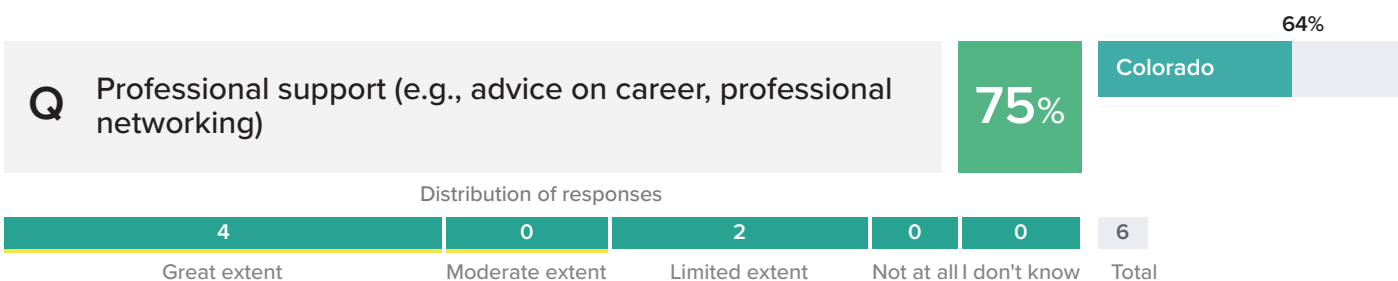 64%
Q
Professional support (e.g., advice on career, professional
networking)
75%
Colorado
Distribution of responses
4 0 2 0 0 6
Great extent Moderate extent Limited extent Not at all I don't know Total